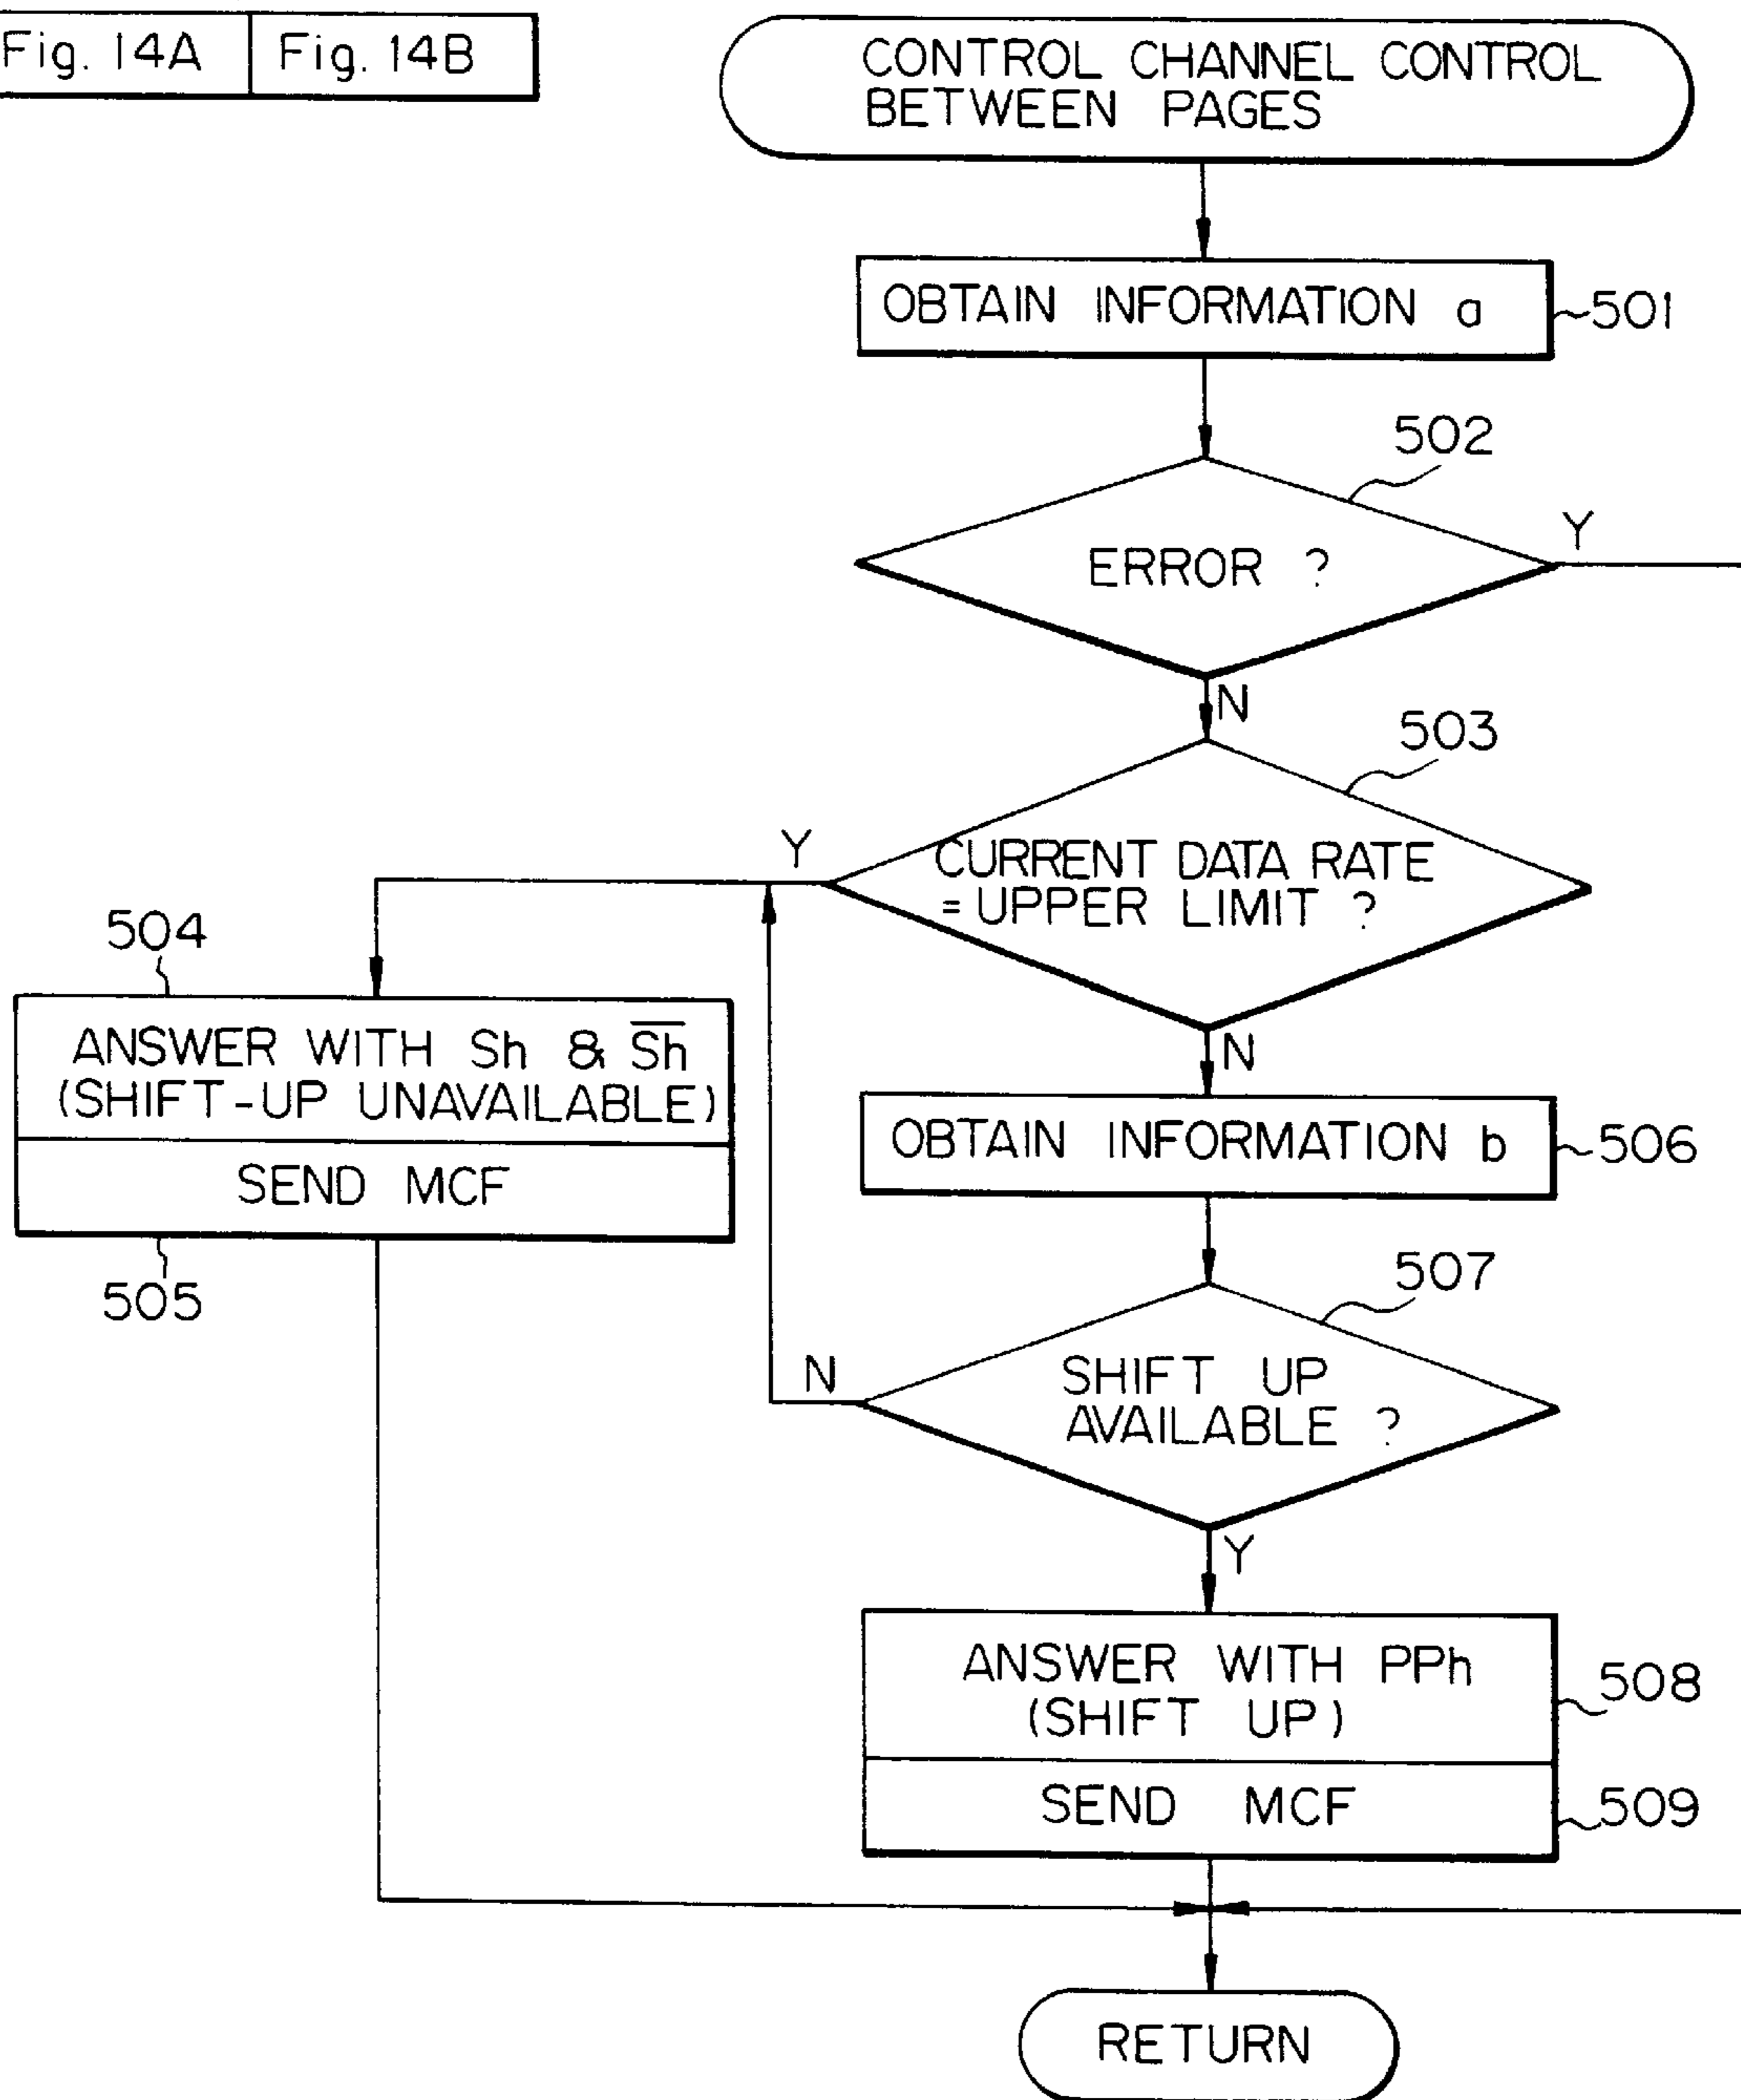 Fig. 14A
Fig. 14B
CONTROL CHANNEL CONTROL
BETWEEN PAGES
OBTAIN INFORMATION a
501
502
ERROR ?
Y
N
503
CURRENT DATA RATE
= UPPER LIMIT ?
Y
N
504
ANSWER WITH Sh & S̅h̅
(SHIFT-UP UNAVAILABLE)
SEND MCF
505
OBTAIN INFORMATION b
506
507
SHIFT UP
AVAILABLE ?
N
Y
ANSWER WITH PPh
(SHIFT UP)
508
SEND MCF
509
RETURN